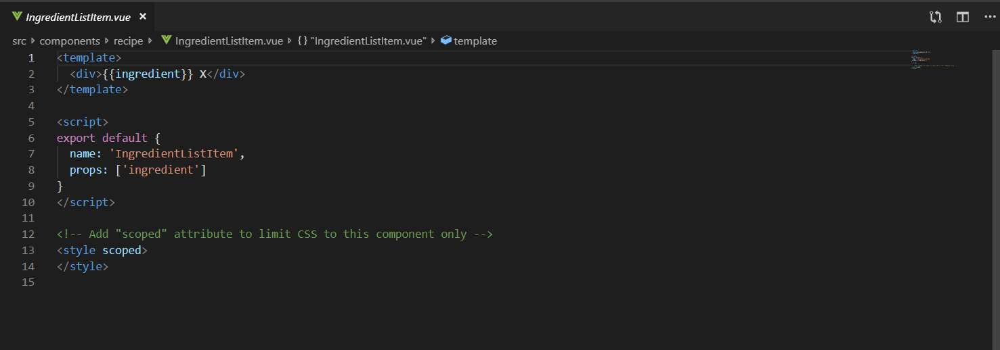 IngredientListItem.vue ×
src components recipe IngredientListItem.vue {} "IngredientListItem.vue" template
1 <template>
2   <div>{{ingredient}} X</div>
3 </template>
4
5 <script>
6 export default {
7   name: 'IngredientListItem',
8   props: ['ingredient']
9 }
10 </script>
11
12 <!-- Add "scoped" attribute to limit CSS to this component only -->
13 <style scoped>
14 </style>
15